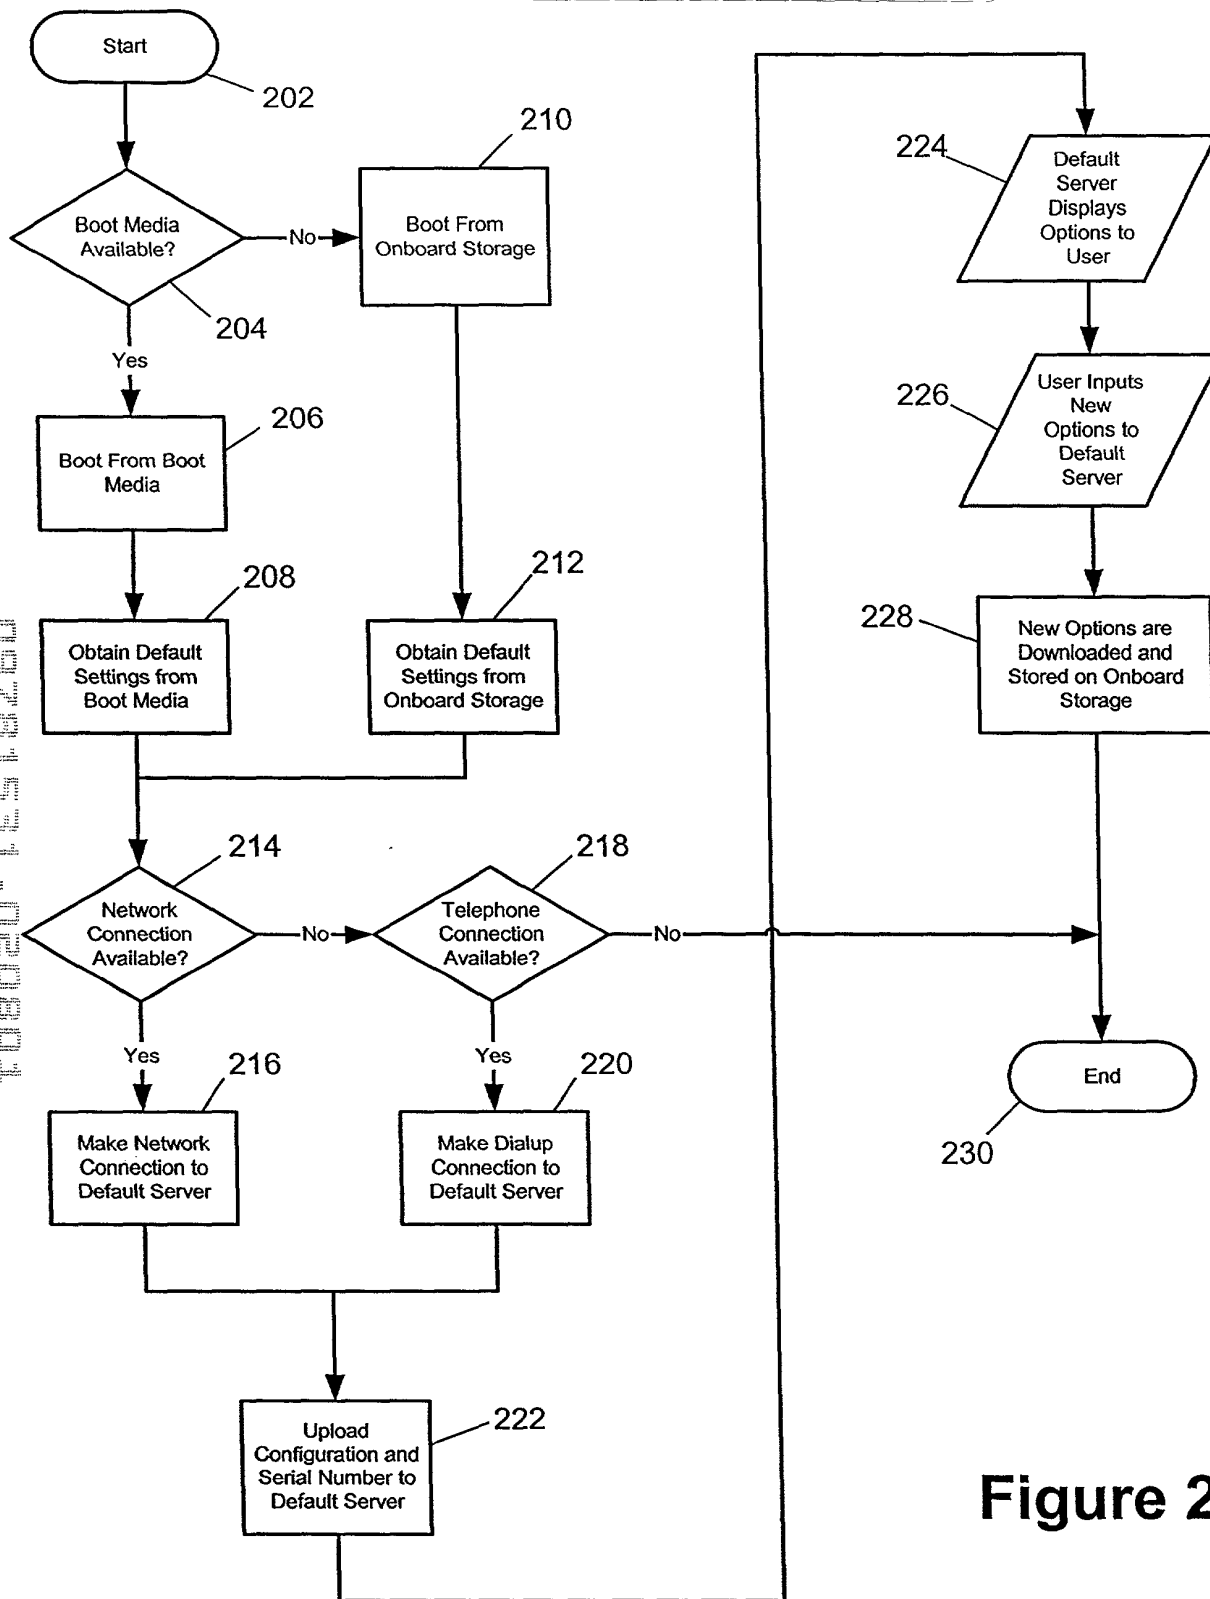 Start
202
Boot Media
Available?
204
No
210
Boot From
Onboard Storage
Yes
206
Boot From Boot
Media
208
Obtain Default
Settings from
Boot Media
212
Obtain Default
Settings from
Onboard Storage
214
Network
Connection
Available?
No
218
Telephone
Connection
Available?
No
Yes
216
Make Network
Connection to
Default Server
Yes
220
Make Dialup
Connection to
Default Server
222
Upload
Configuration and
Serial Number to
Default Server
224
Default
Server
Displays
Options to
User
226
User Inputs
New
Options to
Default
Server
228
New Options are
Downloaded and
Stored on Onboard
Storage
End
230
Figure 2